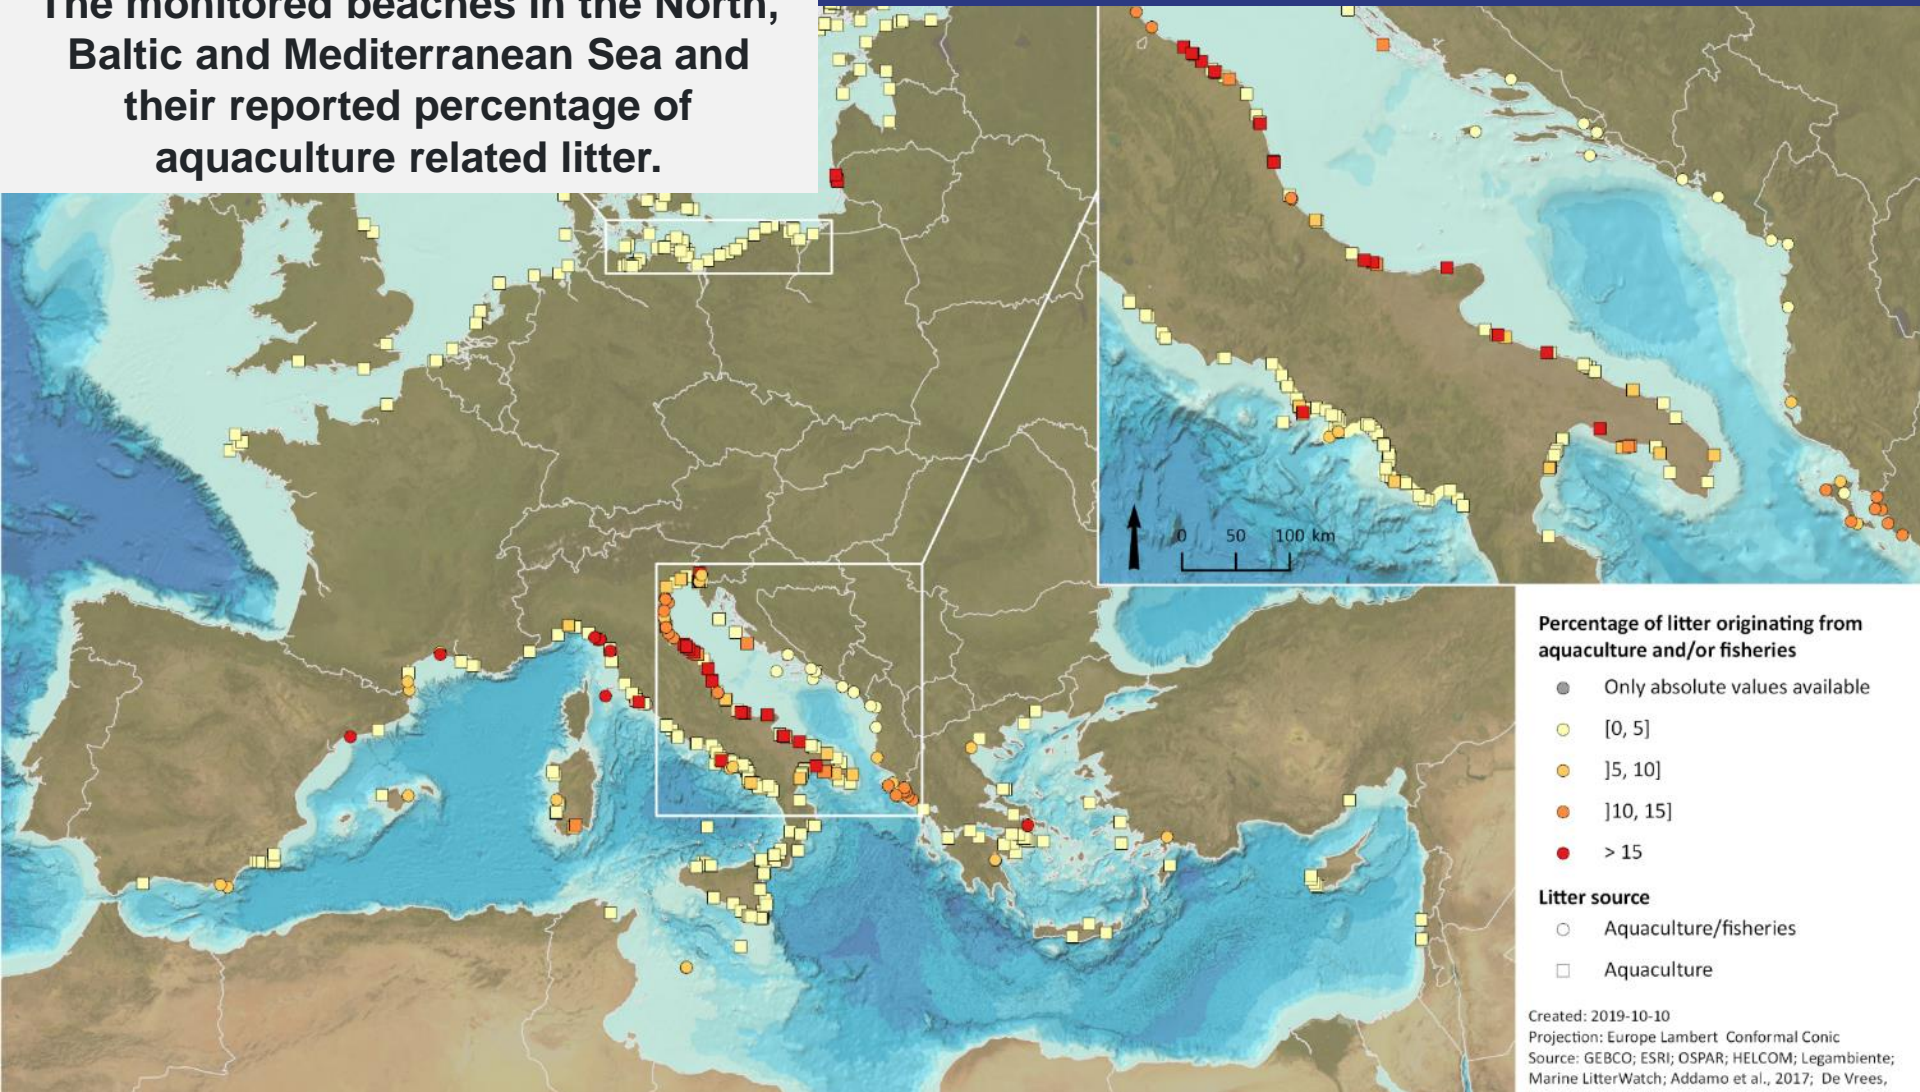 The monitored beaches in the North,
Baltic and Mediterranean Sea and
their reported percentage of
aquaculture related litter.
0 50 100 km
Percentage of litter originating from
aquaculture and/or fisheries
Only absolute values available
[0, 5]
]5, 10]
]10, 15]
> 15
Litter source
Aquaculture/fisheries
Aquaculture
Created: 2019-10-10
Projection: Europe Lambert Conformal Conic
Source: GEBCO; ESRI; OSPAR; HELCOM; Legambiente;
Marine LitterWatch; Addamo et al., 2017; De Vrees,